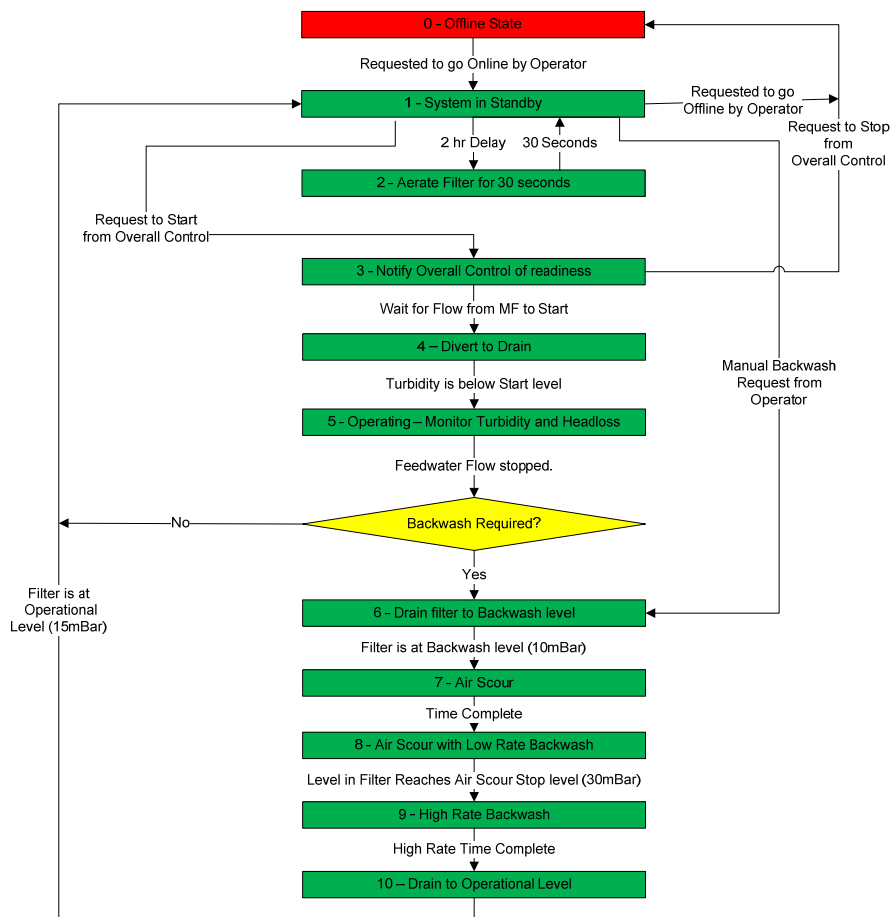 0 - Offline State
Requested to go Online by Operator
1 - System in Standby
Requested to go
Offline by Operator
Request to Stop
from
Overall Control
2 hr Delay
30 Seconds
2 - Aerate Filter for 30 seconds
Request to Start
from Overall Control
3 - Notify Overall Control of readiness
Wait for Flow from MF to Start
4 – Divert to Drain
Manual Backwash
Request from
Operator
Turbidity is below Start level
5 - Operating – Monitor Turbidity and Headloss
Feedwater Flow stopped.
Backwash Required?
No
Yes
Filter is at
Operational
Level (15mBar)
6 - Drain filter to Backwash level
Filter is at Backwash level (10mBar)
7 - Air Scour
Time Complete
8 - Air Scour with Low Rate Backwash
Level in Filter Reaches Air Scour Stop level (30mBar)
9 - High Rate Backwash
High Rate Time Complete
10 – Drain to Operational Level